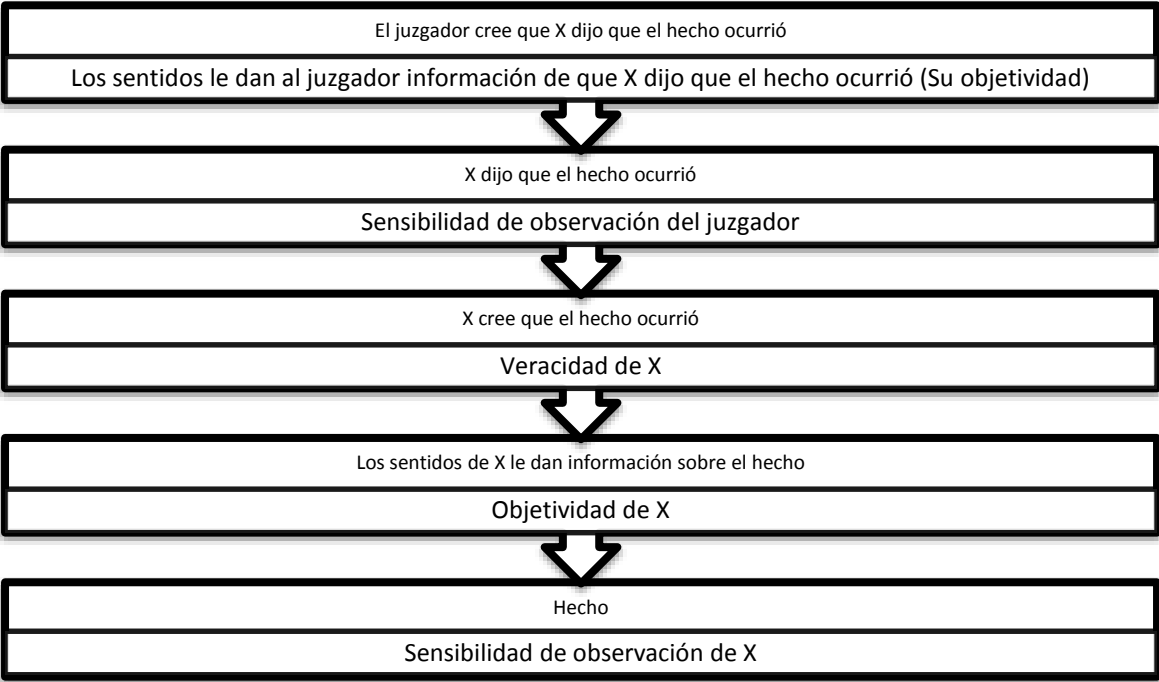 El juzgador cree que X dijo que el hecho ocurrió
Los sentidos le dan al juzgador información de que X dijo que el hecho ocurrió (Su objetividad)
X dijo que el hecho ocurrió
Sensibilidad de observación del juzgador
X cree que el hecho ocurrió
Veracidad de X
Los sentidos de X le dan información sobre el hecho
Objetividad de X
Hecho
Sensibilidad de observación de X